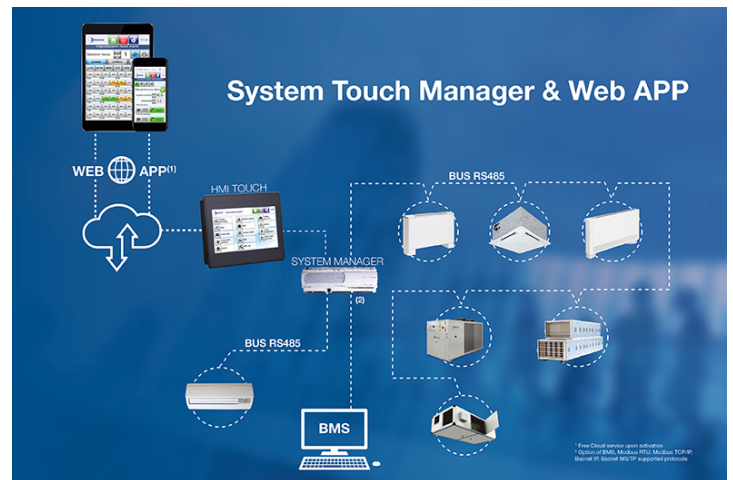 System Touch Manager & Web APP
WEB APP(1)
HMI TOUCH
BUS RS485
SYSTEM MANAGER
(2)
BUS RS485
BMS
¹ Free Cloud service upon activation
² Option of BMS, Modbus RTU, Modbus TCP/IP,
Bacnet IP, Bacnet MS/TP supported protocols